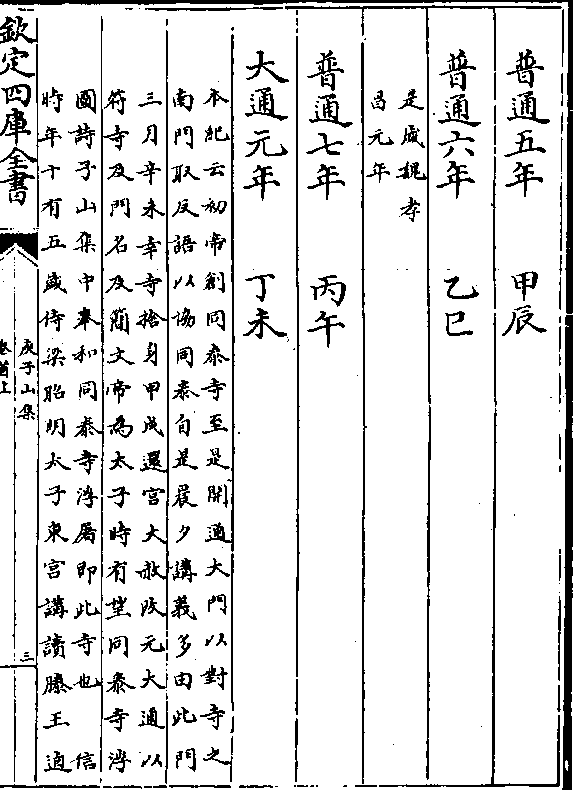 普通五年 甲辰
普通六年 乙巳
是歲魏孝
昌元年
普通七年 丙午
大通元年 丁未
本紀云初帝創同泰寺至是開通大門以對寺之
南門取反語以協同泰自是晨夕講義多由此門
三月辛未幸寺捨身甲戌還宮大赦改元大通以
符寺及門名及蕳文帝為太子時有望同泰寺浮
圖詩子山集中奉和同泰寺浮屠即此寺也 信
時年十有五歲侍梁昭明太子東宮講讀滕王逌
欽定四庫全書
庾子山集
卷首上
三